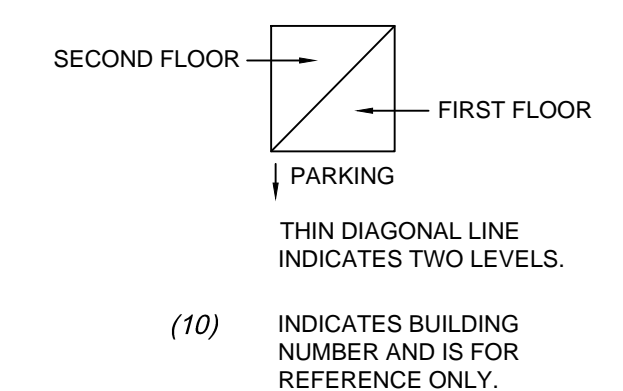 SECOND FLOOR
FIRST FLOOR
PARKING
THIN DIAGONAL LINE
INDICATES TWO LEVELS.
(10) INDICATES BUILDING
NUMBER AND IS FOR
REFERENCE ONLY.